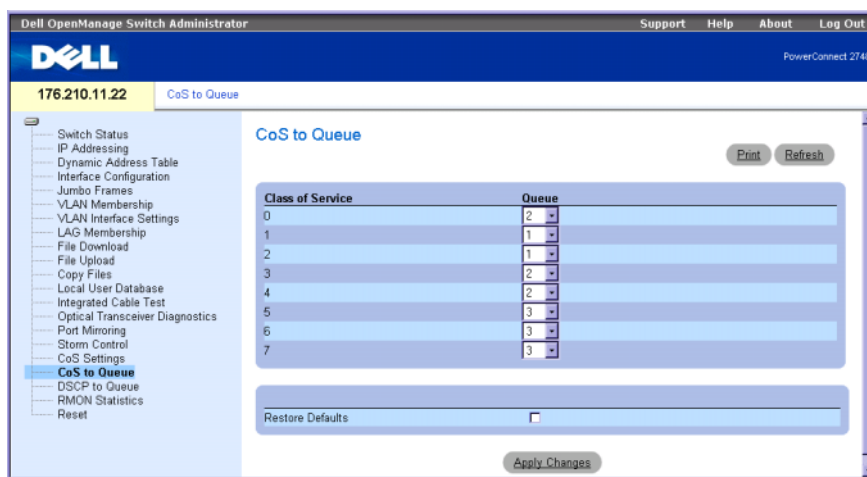 Dell OpenManage Switch Administrator
Support Help About Log Out
DELL
PowerConnect 274
176.210.11.22
CoS to Queue
Switch Status
IP Addressing
Dynamic Address Table
Interface Configuration
Jumbo Frames
VLAN Membership
VLAN Interface Settings
LAG Membership
File Download
File Upload
Copy Files
Local User Database
Integrated Cable Test
Optical Transceiver Diagnostics
Port Mirroring
Storm Control
CoS Settings
CoS to Queue
DSCP to Queue
RMON Statistics
Reset
CoS to Queue
Print Refresh
Class of Service Queue
0 2
1 1
2 1
3 2
4 2
5 3
6 3
7 3
Restore Defaults
Apply Changes